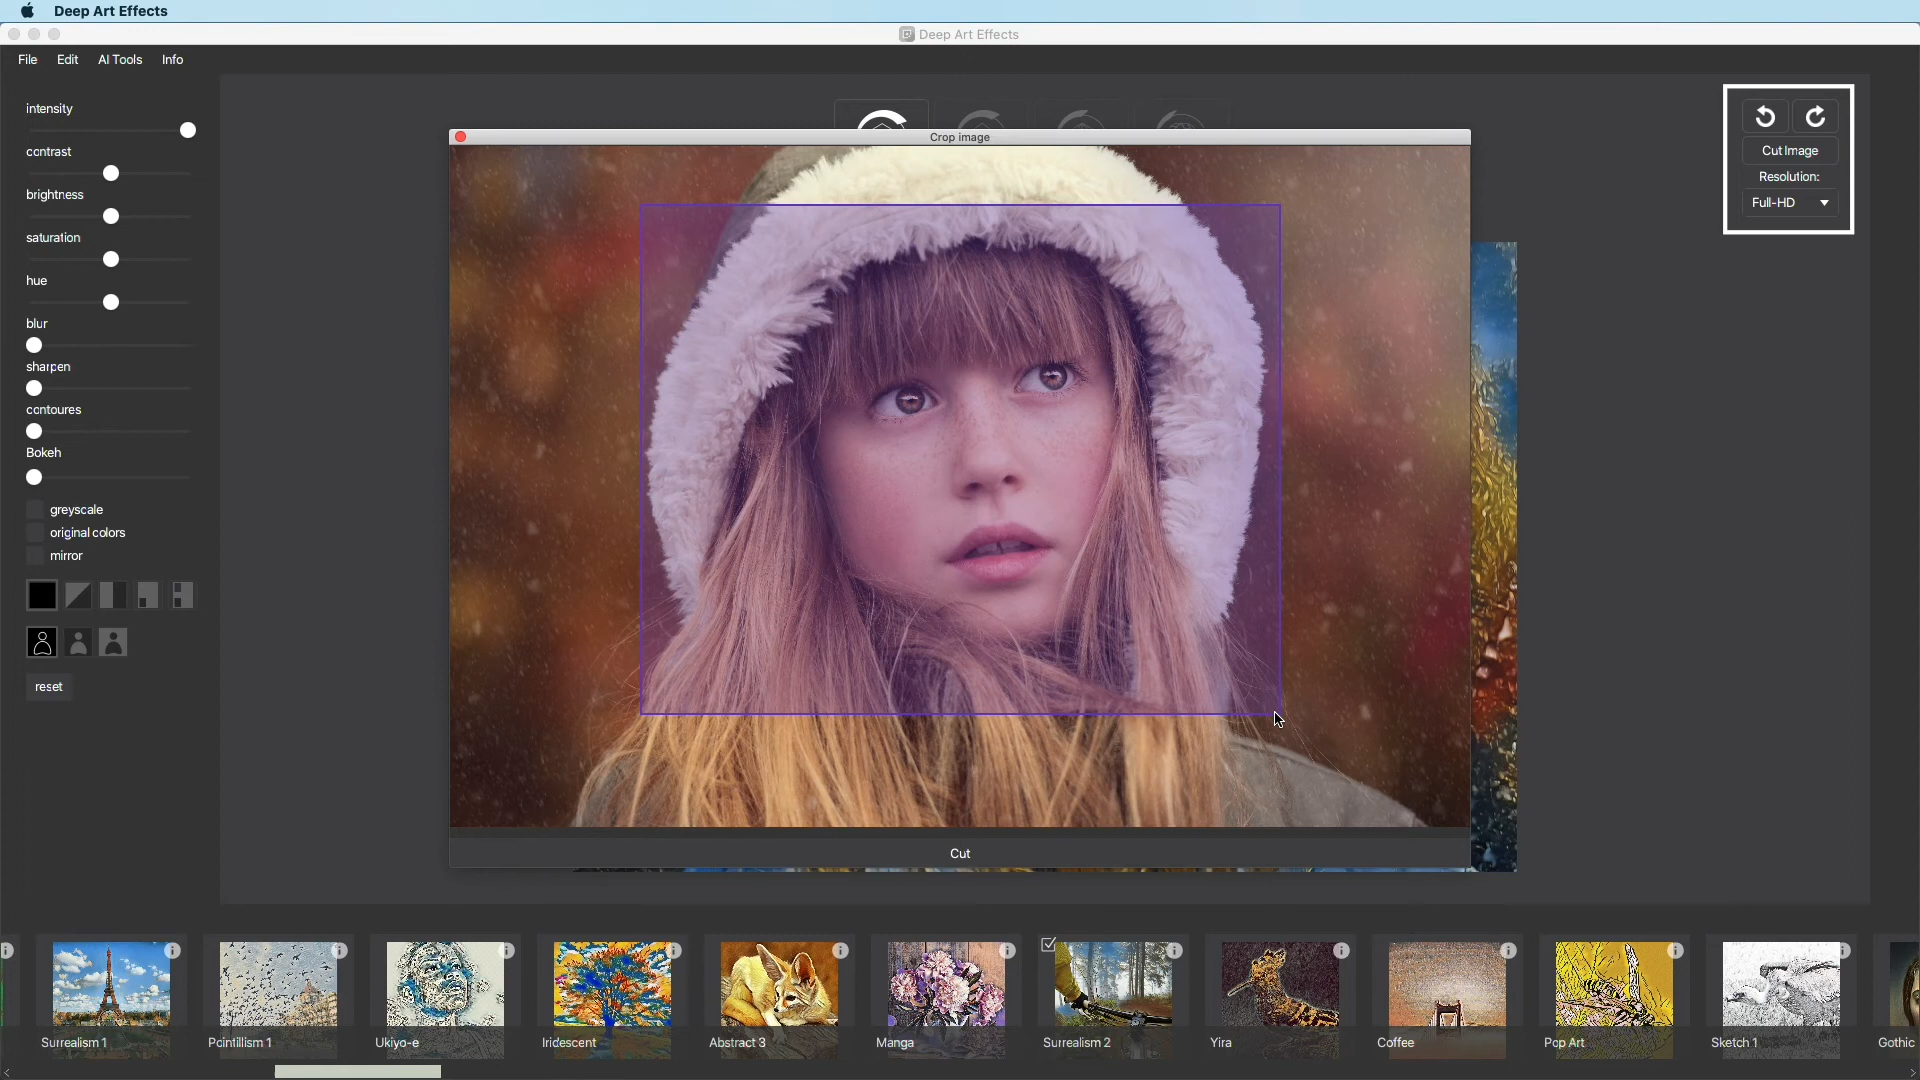 Deep Art Effects
Deep Art Effects
File Edit AI Tools Info
intensity
contrast
brightness
saturation
hue
blur
sharpen
contoures
Bokeh
greyscale
original colors
mirror
reset
Crop image
Cut
Cut Image
Resolution:
Full-HD
Surrealism 1
Pointillism 1
Ukiyo-e
Iridescent
Abstract 3
Manga
Surrealism 2
Yira
Coffee
Pop Art
Sketch 1
Gothic